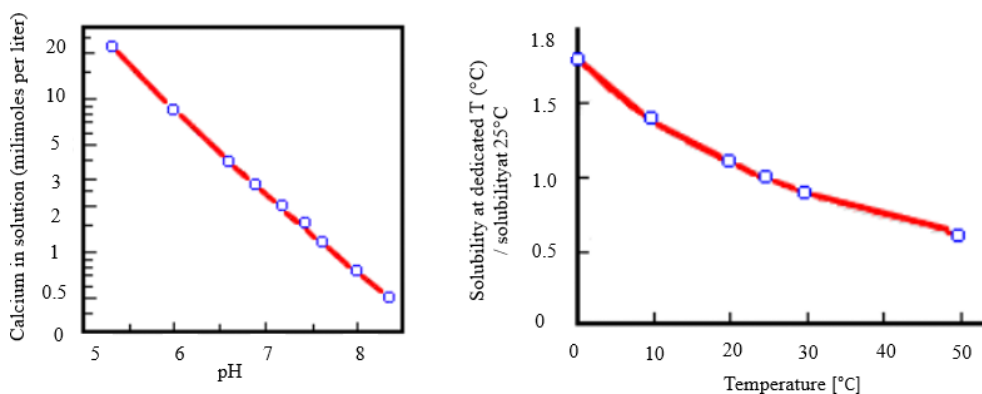 Calcium in solution (milimoles per liter)
20
10
5
3
2
1
0.5
0
5 6 7 8
pH
Solubility at dedicated T (°C)
/ solubilityat 25°C
1.8
1.5
1.0
0.5
0
0 10 20 30 40 50
Temperature [°C]